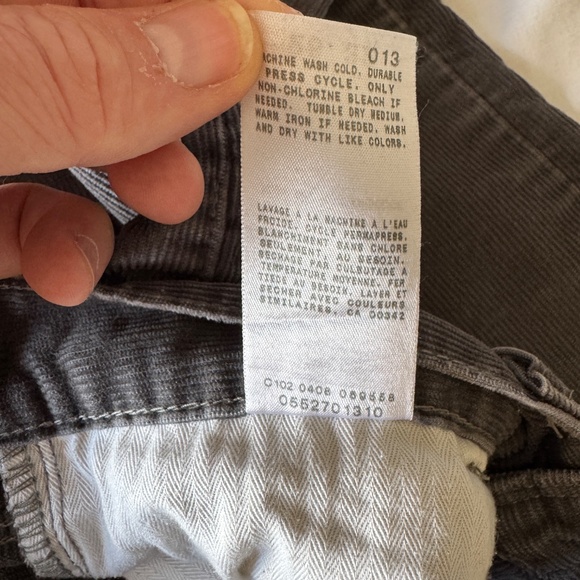 013
MACHINE WASH COLD, DURABLE
PRESS CYCLE, ONLY
NON-CHLORINE BLEACH IF
NEEDED. TUMBLE DRY MEDIUM.
WARM IRON IF NEEDED. WASH
AND DRY WITH LIKE COLORS.
LAVAGE A LA MACHINE A L'EAU
FROIDE, CYCLE PERMAPRESS.
BLANCHIMENT SANS CHLORE
SEULEMENT, AU BESOIN.
SECHAGE PAR CULBUTAGE A
TEMPERATURE MOYENNE. FER
TIEDI AU BESOIN. LAVER ET
SECHER AVEC COULEURS
SIMILAIRES. CA 00342
C102 0408
0552701310